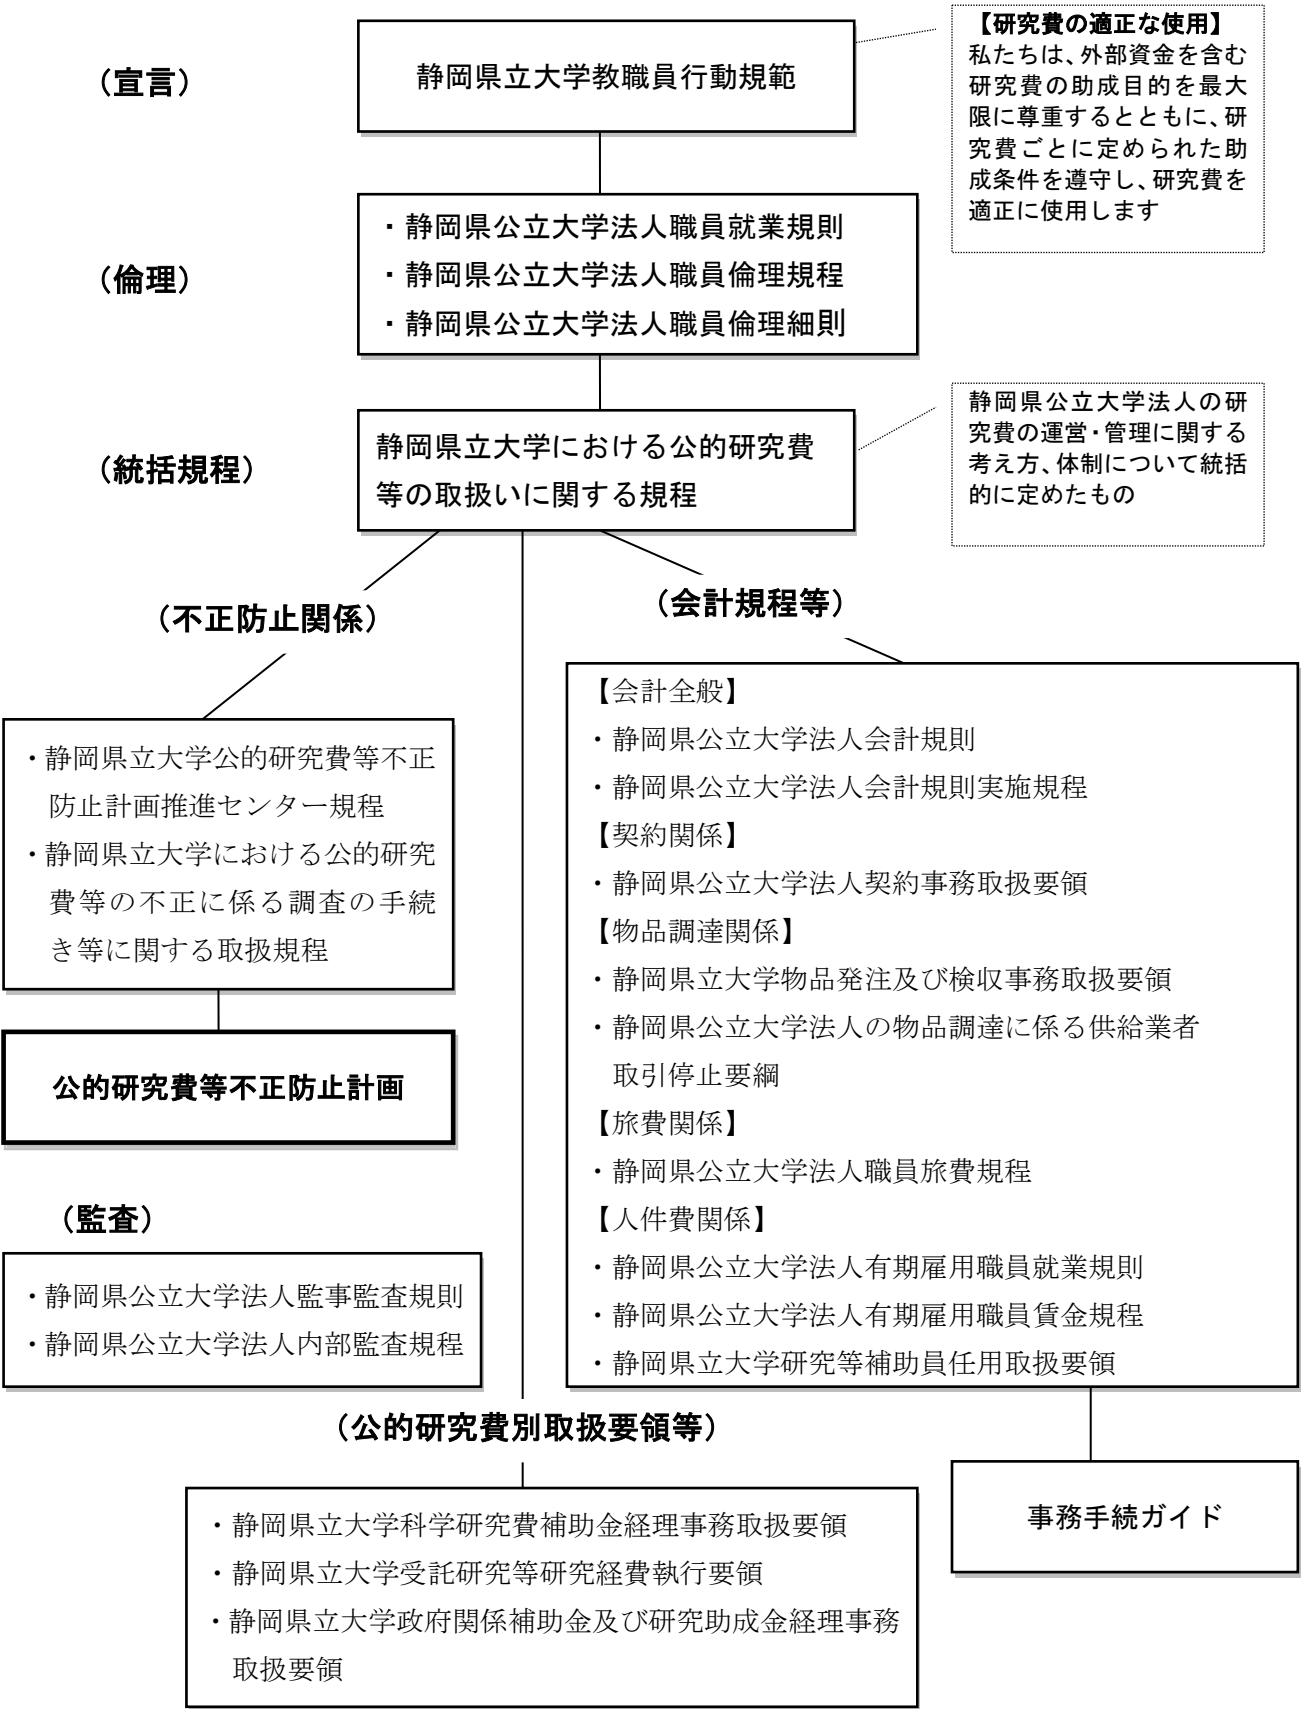 （宣言）
静岡県立大学教職員行動規範
【研究費の適正な使用】
私たちは、外部資金を含む
研究費の助成目的を最大
限に尊重するとともに、研
究費ごとに定められた助
成条件を遵守し、研究費を
適正に使用します
（倫理）
・静岡県公立大学法人職員就業規則
・静岡県公立大学法人職員倫理規程
・静岡県公立大学法人職員倫理細則
（統括規程）
静岡県立大学における公的研究費
等の取扱いに関する規程
静岡県公立大学法人の研
究費の運営・管理に関する
考え方、体制について統括
的に定めたもの
（不正防止関係）
・静岡県立大学公的研究費等不正
防止計画推進センター規程
・静岡県立大学における公的研究
費等の不正に係る調査の手続
き等に関する取扱規程
公的研究費等不正防止計画
（監査）
・静岡県公立大学法人監事監査規則
・静岡県公立大学法人内部監査規程
（会計規程等）
【会計全般】
・静岡県公立大学法人会計規則
・静岡県公立大学法人会計規則実施規程
【契約関係】
・静岡県公立大学法人契約事務取扱要領
【物品調達関係】
・静岡県立大学物品発注及び検収事務取扱要領
・静岡県公立大学法人の物品調達に係る供給業者
取引停止要綱
【旅費関係】
・静岡県公立大学法人職員旅費規程
【人件費関係】
・静岡県公立大学法人有期雇用職員就業規則
・静岡県公立大学法人有期雇用職員賃金規程
・静岡県立大学研究等補助員任用取扱要領
事務手続ガイド
（公的研究費別取扱要領等）
・静岡県立大学科学研究費補助金経理事務取扱要領
・静岡県立大学受託研究等研究経費執行要領
・静岡県立大学政府関係補助金及び研究助成金経理事務
取扱要領